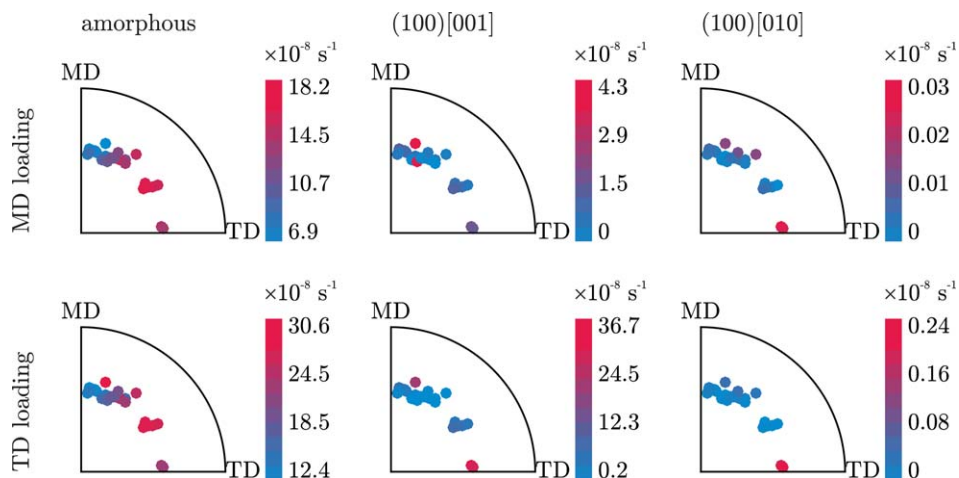 amorphous
(100)[001]
(100)[010]
MD loading
MD
TD
×10⁻⁸ s⁻¹
18.2
14.5
10.7
6.9
MD
TD
×10⁻⁸ s⁻¹
4.3
2.9
1.5
0
MD
TD
×10⁻⁸ s⁻¹
0.03
0.02
0.01
0
TD loading
MD
TD
×10⁻⁸ s⁻¹
30.6
24.5
18.5
12.4
MD
TD
×10⁻⁸ s⁻¹
36.7
24.5
12.3
0.2
MD
TD
×10⁻⁸ s⁻¹
0.24
0.16
0.08
0